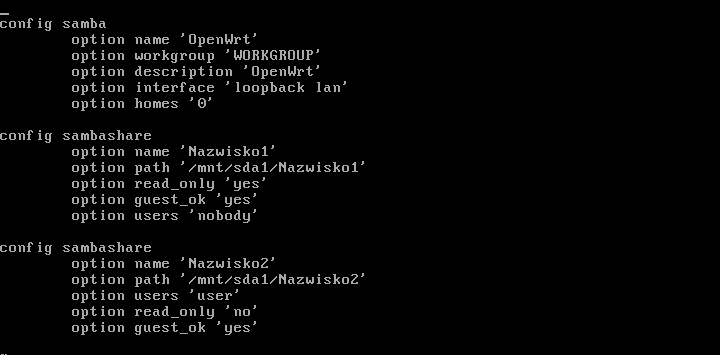 config samba
option name 'OpenWrt'
option workgroup 'WORKGROUP'
option description 'OpenWrt'
option interface 'loopback lan'
option homes '0'
config sambashare
option name 'Nazwisko1'
option path '/mnt/sda1/Nazwisko1'
option read_only 'yes'
option guest_ok 'yes'
option users 'nobody'
config sambashare
option name 'Nazwisko2'
option path '/mnt/sda1/Nazwisko2'
option users 'user'
option read_only 'no'
option guest_ok 'yes'